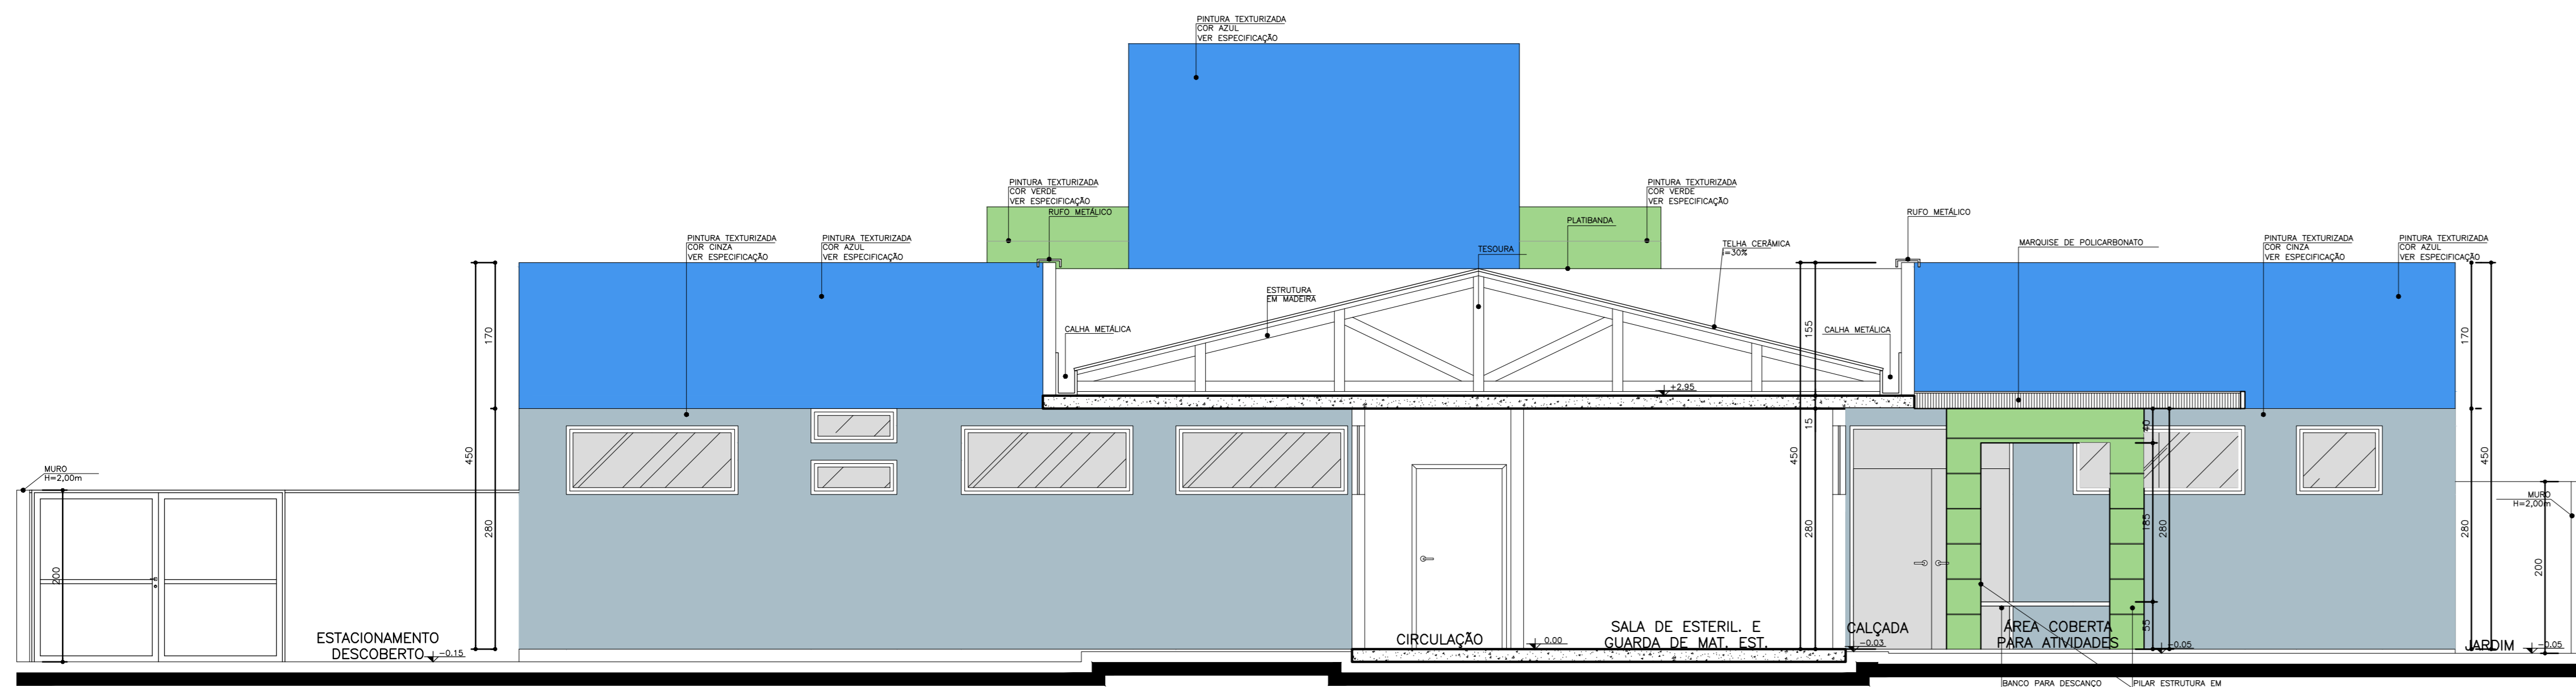 PINTURA TEXTURIZADA
COR AZUL
VER ESPECIFICAÇÃO
PINTURA TEXTURIZADA
COR VERDE
VER ESPECIFICAÇÃO
RUFO METÁLICO
PINTURA TEXTURIZADA
COR VERDE
VER ESPECIFICAÇÃO
PLATIBANDA
RUFO METÁLICO
PINTURA TEXTURIZADA
COR CINZA
VER ESPECIFICAÇÃO
PINTURA TEXTURIZADA
COR AZUL
VER ESPECIFICAÇÃO
TESOURA
TELHA CERÂMICA
i=30%
MARQUISE DE POLICARBONATO
PINTURA TEXTURIZADA
COR CINZA
VER ESPECIFICAÇÃO
PINTURA TEXTURIZADA
COR AZUL
VER ESPECIFICAÇÃO
ESTRUTURA
EM MADEIRA
CALHA METÁLICA
CALHA METÁLICA
170
155
170
+2.95
450
15
450
40
450
MURO
H=2,00m
MURO
H=2,00m
280
280
185
280
280
200
200
55
ESTACIONAMENTO
DESCOBERTO
-0.15
CIRCULAÇÃO
0.00
SALA DE ESTERIL. E
GUARDA DE MAT. EST.
CALÇADA
-0.03
ÁREA COBERTA
PARA ATIVIDADES
-0.05
JARDIM
-0.05
BANCO PARA DESCANÇO
PILAR ESTRUTURA EM